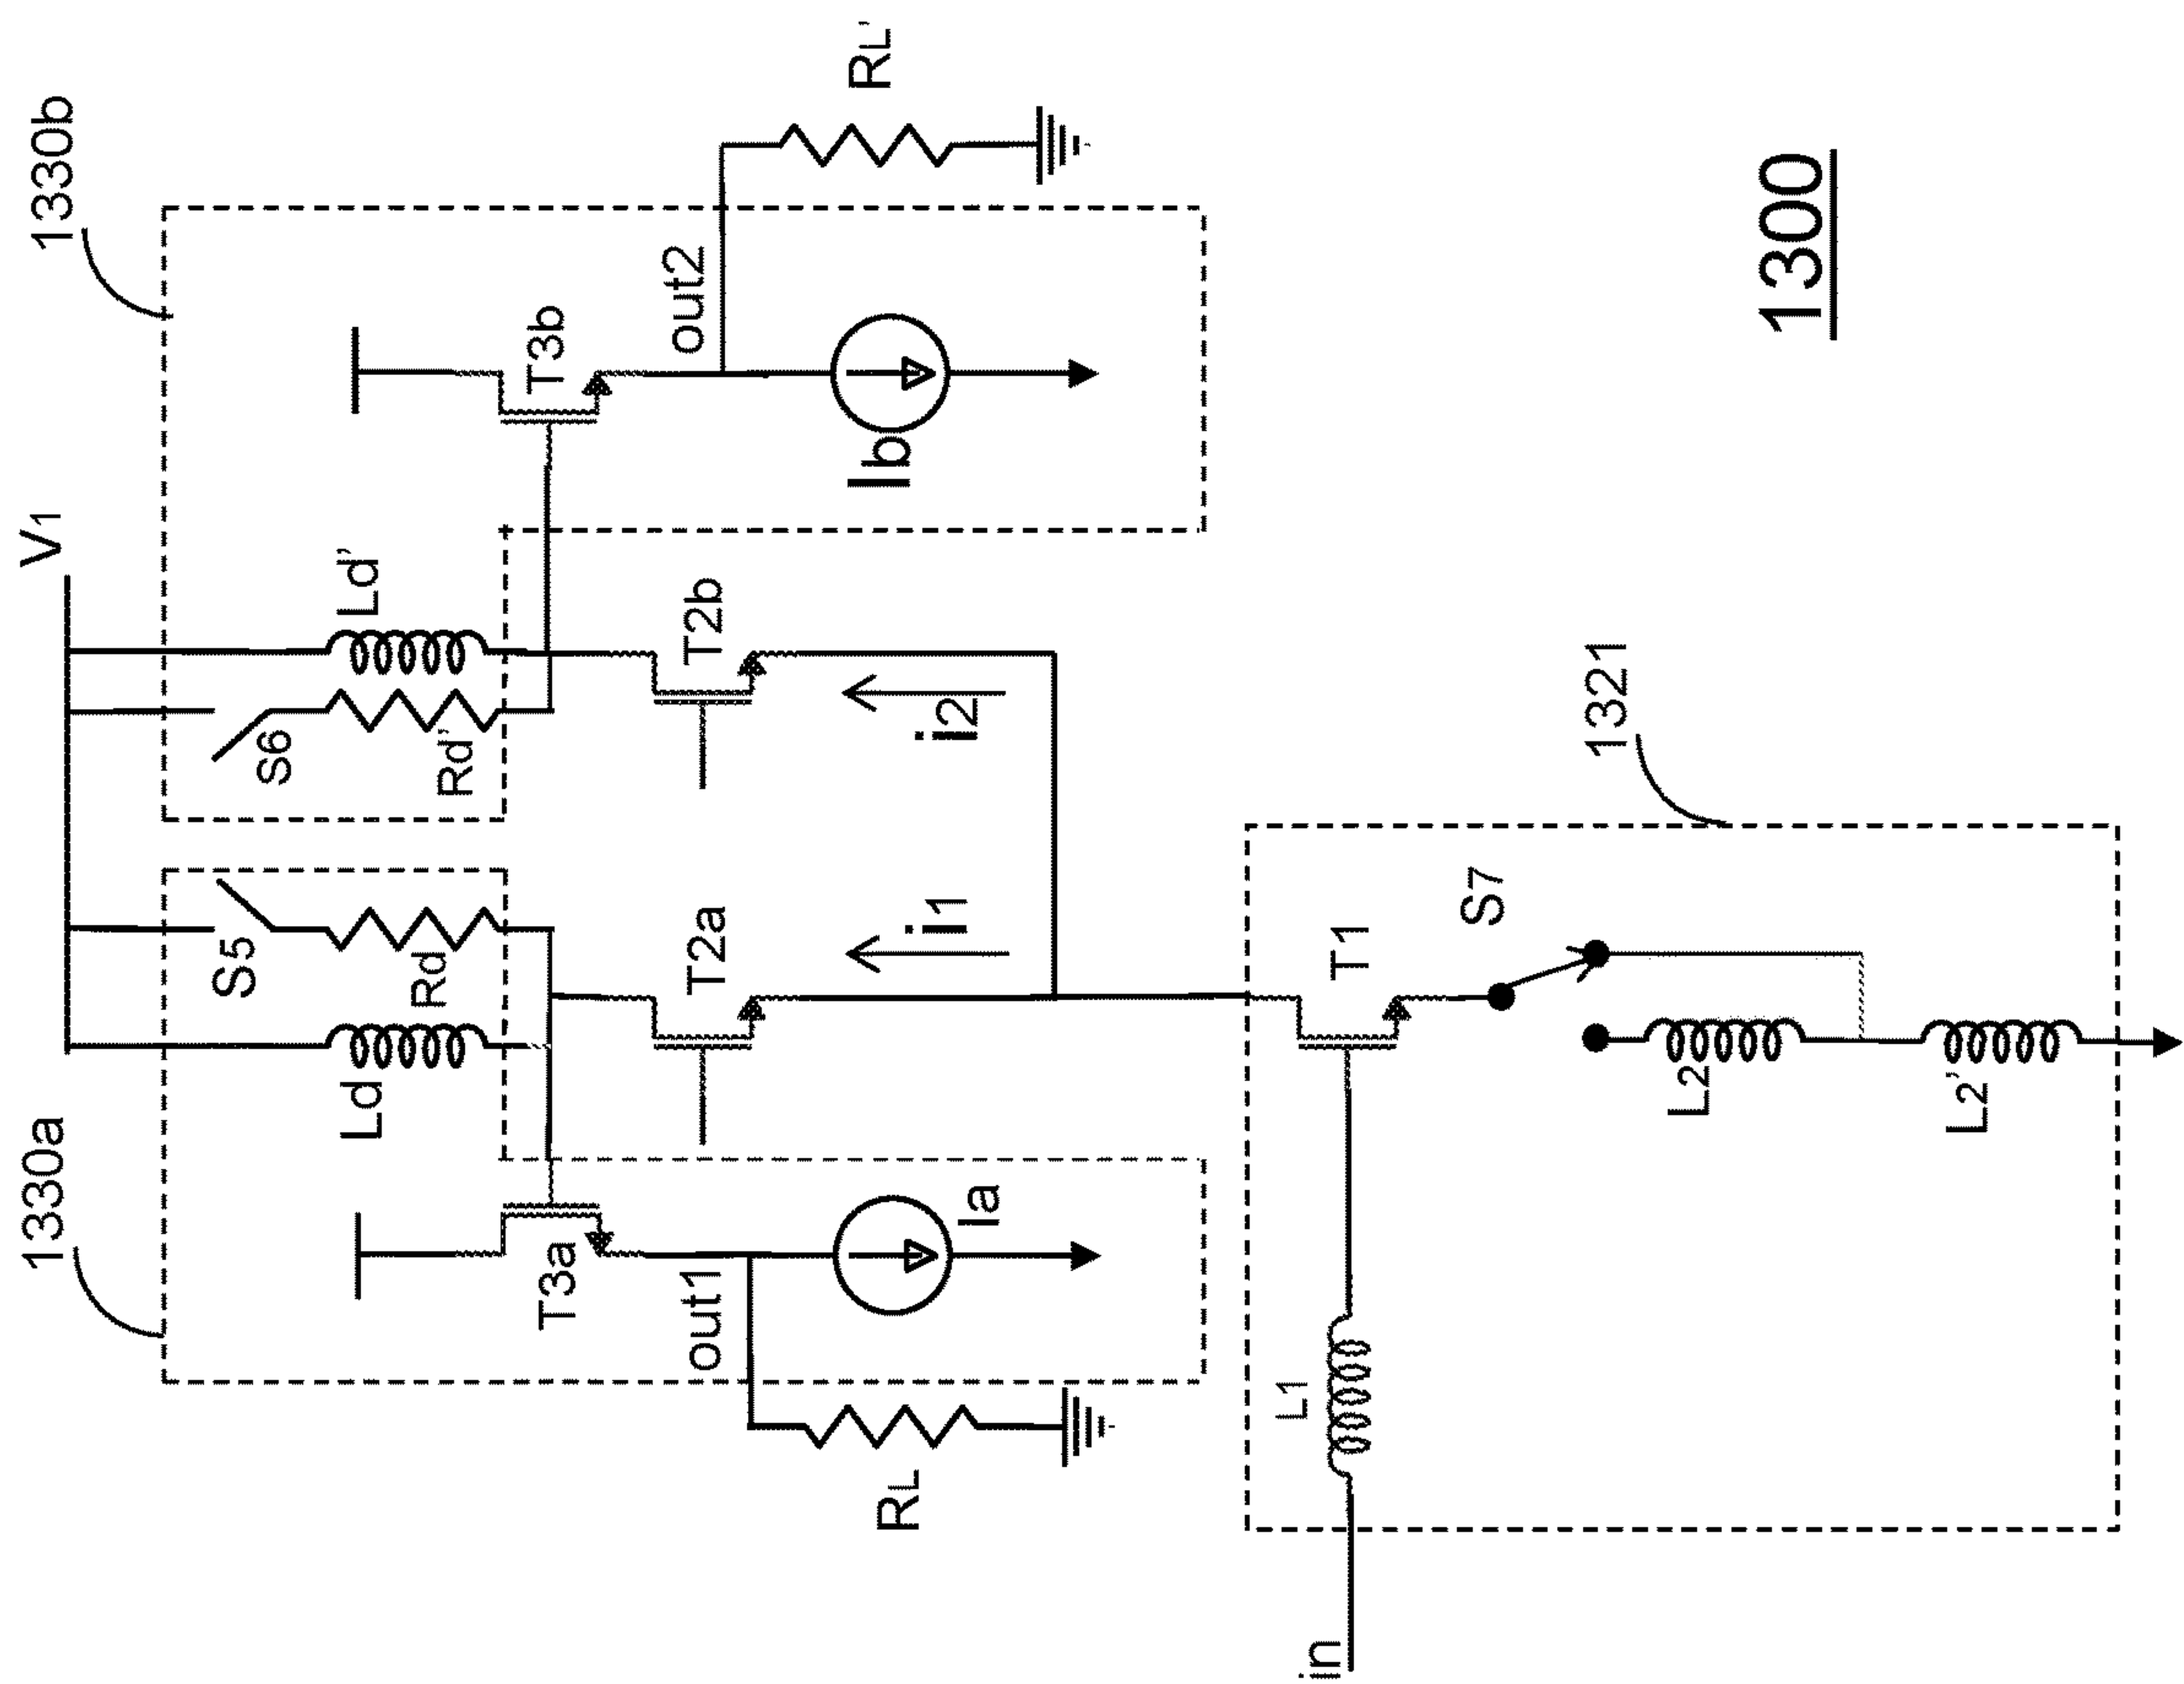 V1
1330a
1330b
Ld
S5
Rd
S6
Rd'
Ld'
T3a
T2a
T2b
T3b
out1
out2
RL
Ia
i1
i2
Ib
RL'
1321
in
L1
T1
S7
L2
L2'
1300